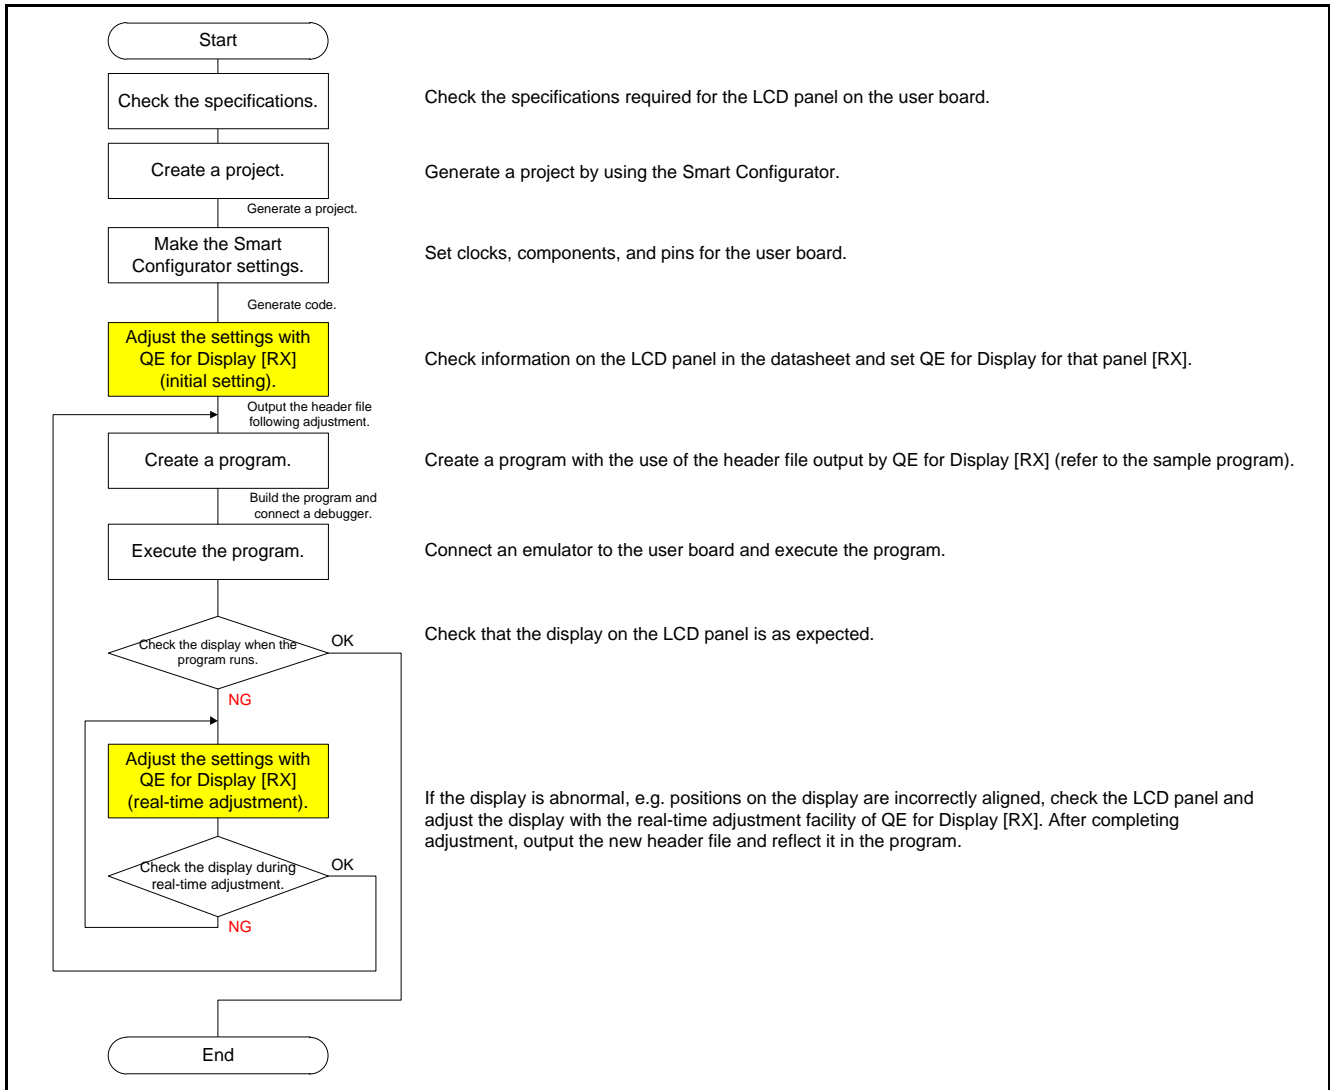 Start
Check the specifications.
Check the specifications required for the LCD panel on the user board.
Create a project.
Generate a project by using the Smart Configurator.
Generate a project.
Make the Smart
Configurator settings.
Set clocks, components, and pins for the user board.
Generate code.
Adjust the settings with
QE for Display [RX]
(initial setting).
Check information on the LCD panel in the datasheet and set QE for Display for that panel [RX].
Output the header file
following adjustment.
Create a program.
Create a program with the use of the header file output by QE for Display [RX] (refer to the sample program).
Build the program and
connect a debugger.
Execute the program.
Connect an emulator to the user board and execute the program.
Check the display when the
program runs.
OK
Check that the display on the LCD panel is as expected.
NG
Adjust the settings with
QE for Display [RX]
(real-time adjustment).
If the display is abnormal, e.g. positions on the display are incorrectly aligned, check the LCD panel and
adjust the display with the real-time adjustment facility of QE for Display [RX]. After completing
adjustment, output the new header file and reflect it in the program.
Check the display during
real-time adjustment.
OK
NG
End